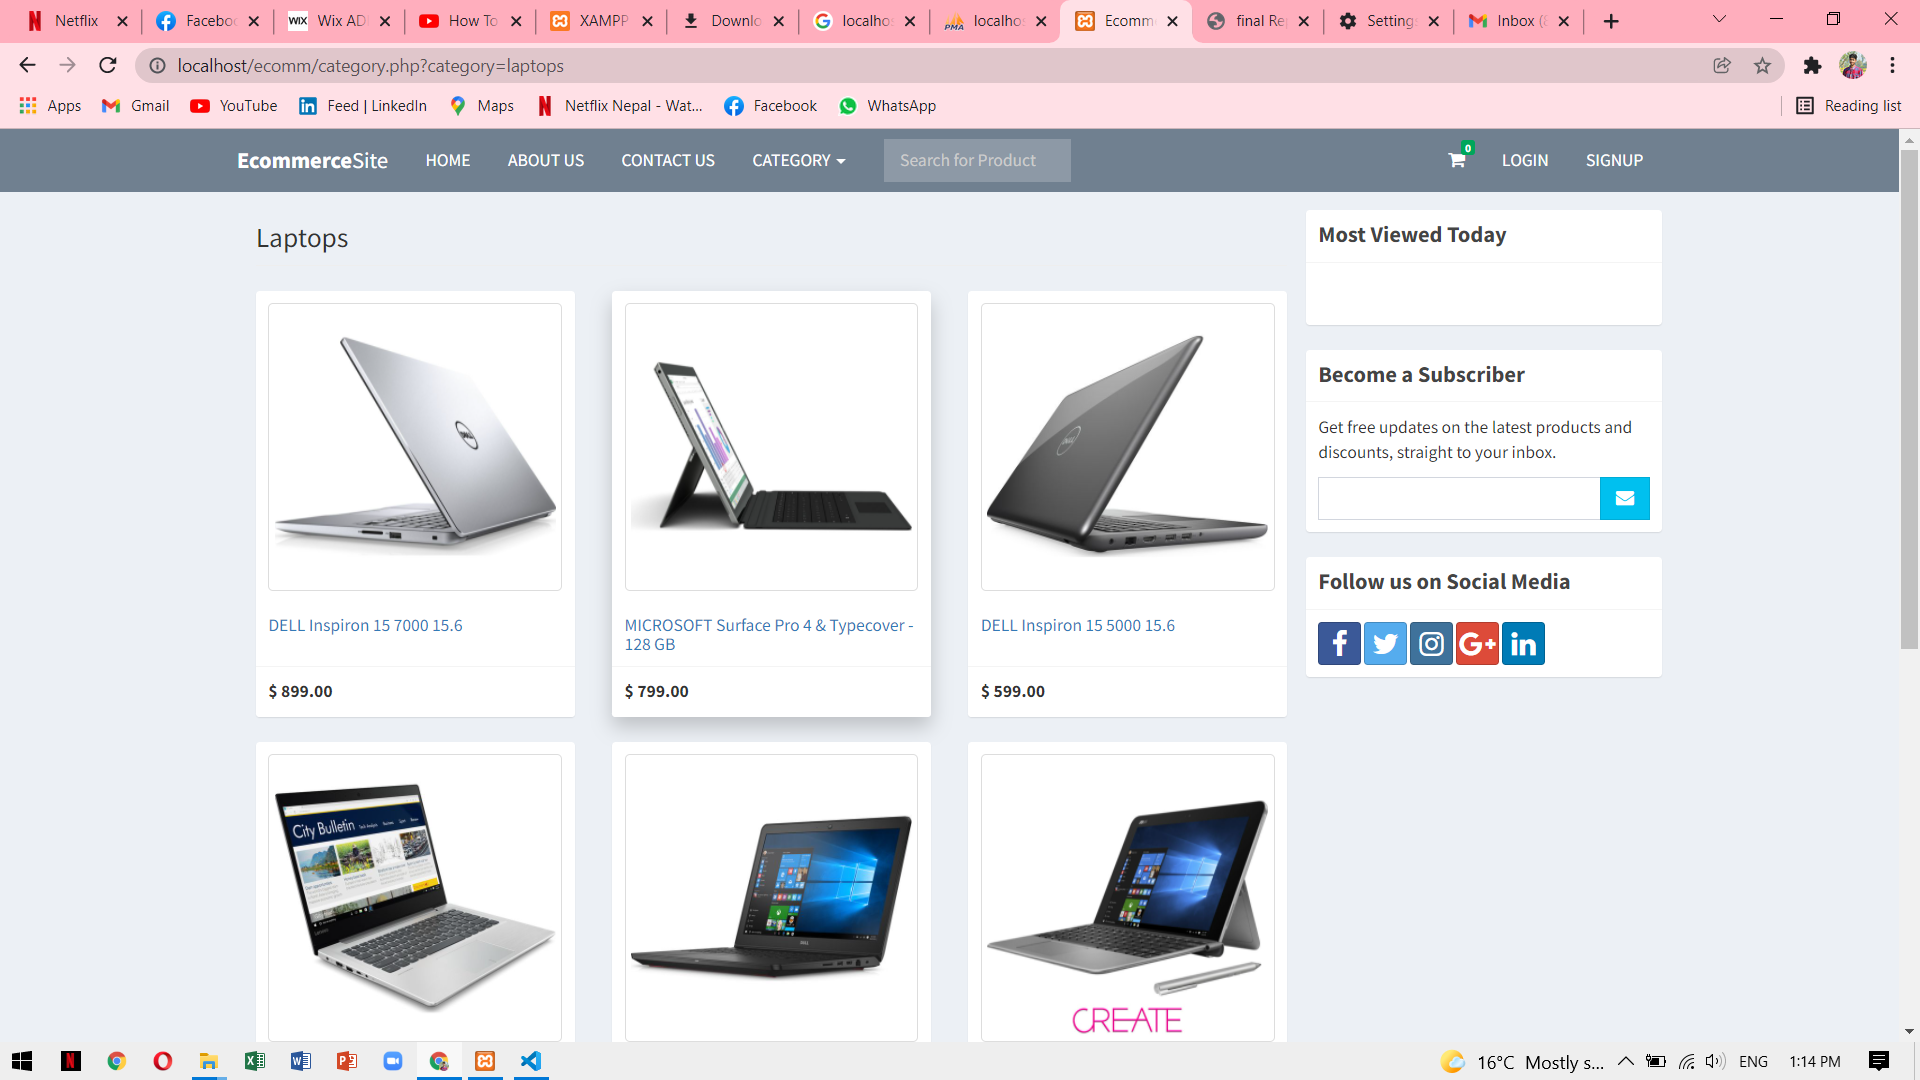 Netflix
Facebo
WIX Wix AD
How To
XAMPP
Downlo
localhos
PMA localhos
Ecomm
final Re
Setting
Inbox (
localhost/ecomm/category.php?category=laptops
Apps
Gmail
YouTube
Feed | LinkedIn
Maps
Netflix Nepal - Wat...
Facebook
WhatsApp
Reading list
EcommerceSite
HOME
ABOUT US
CONTACT US
CATEGORY
Search for Product
0
LOGIN
SIGNUP
Laptops
DELL Inspiron 15 7000 15.6
$ 899.00
MICROSOFT Surface Pro 4 & Typecover -
128 GB
$ 799.00
DELL Inspiron 15 5000 15.6
$ 599.00
City Bulletin
CREATE
Most Viewed Today
Become a Subscriber
Get free updates on the latest products and
discounts, straight to your inbox.
Follow us on Social Media
16°C Mostly s...
ENG
1:14 PM